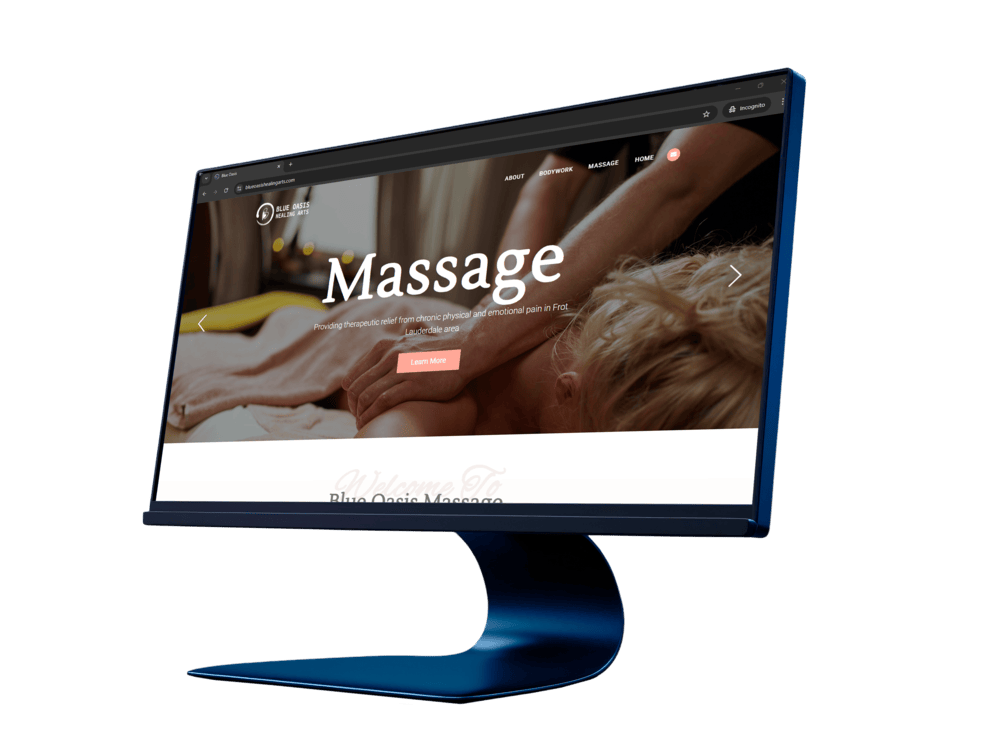 Blue Oasis
Incognito
blueoasishealingarts.com
BLUE OASIS
HEALING ARTS
ABOUT
BODYWORK
MASSAGE
HOME
Massage
Providing therapeutic relief from chronic physical and emotional pain in Frot
Lauderdale area
Learn More
Welcome To
Blue Oasis Massage